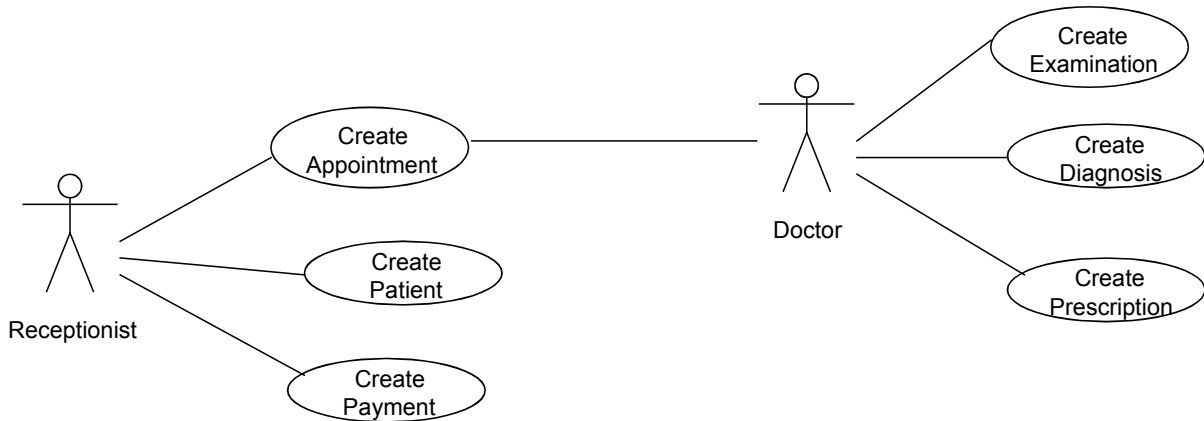 Create
Examination
Create
Appointment
Create
Diagnosis
Doctor
Create
Patient
Create
Prescription
Receptionist
Create
Payment